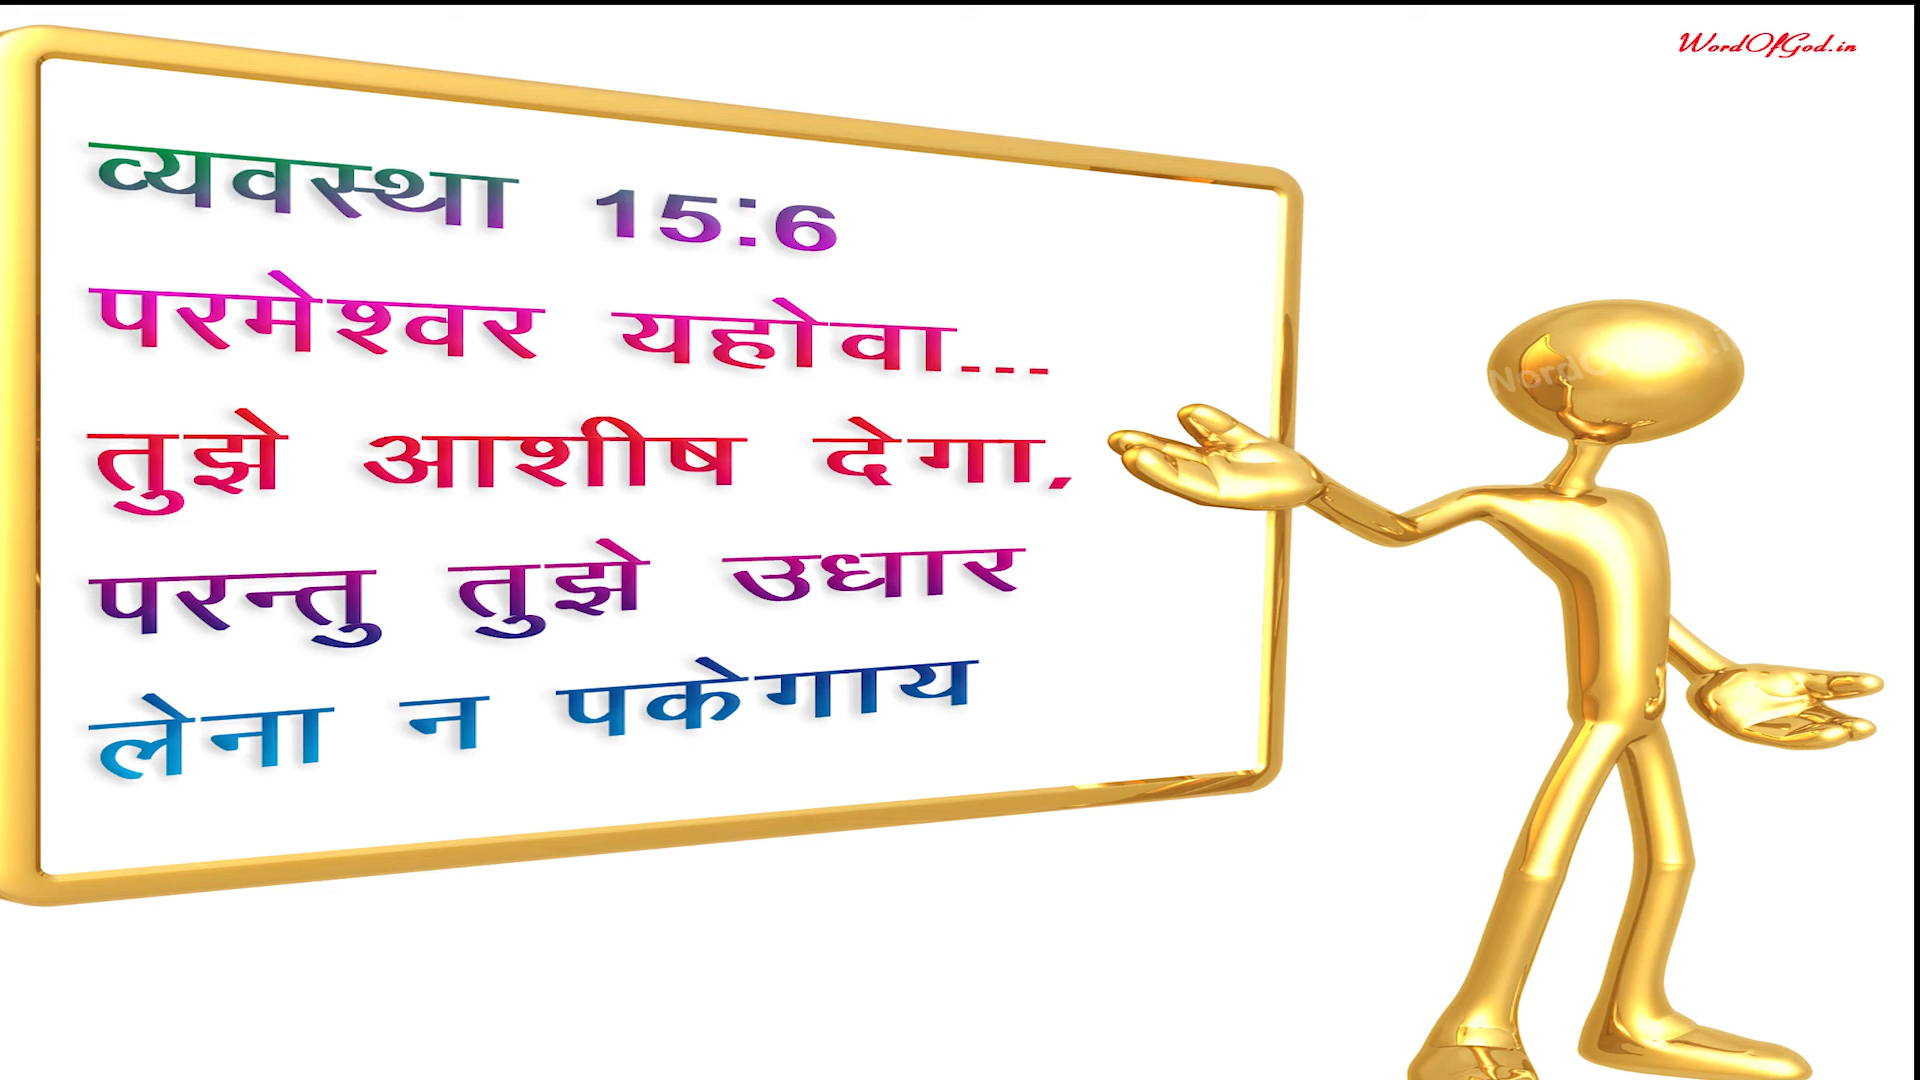 WordOfGod.in
व्यवस्था 15:6
परमेश्वर यहोवा...
तुझे आशीष देगा,
परन्तु तुझे उधार
लेना न पकेगाय